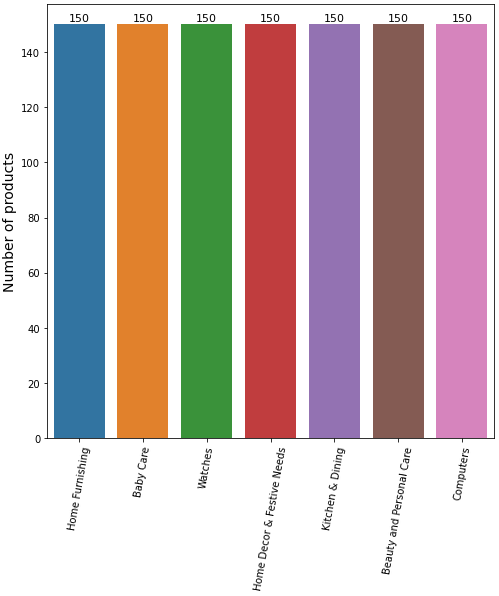 150 150 150 150 150 150 150
140
120
100
80
60
40
20
0
Number of products
Home Furnishing
Baby Care
Watches
Home Decor & Festive Needs
Kitchen & Dining
Beauty and Personal Care
Computers